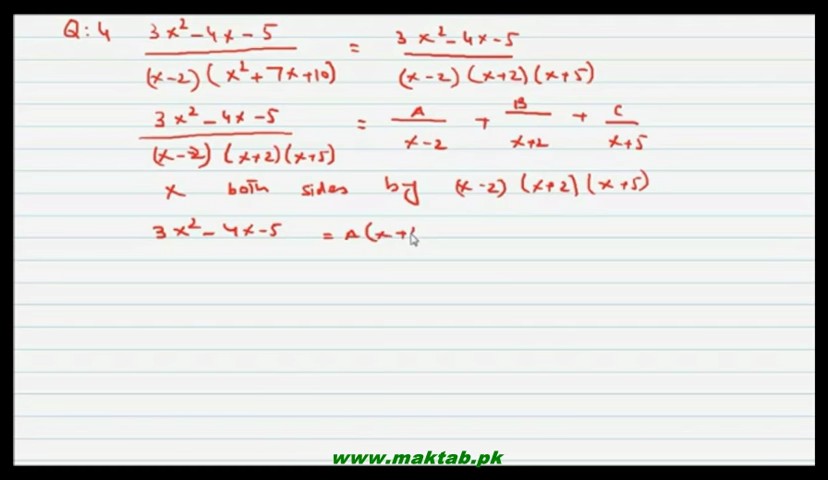 Q: 4 3x² - 4x - 5 / (x-2)(x² + 7x + 10) = 3x² - 4x - 5 / (x-2)(x+2)(x+5)
3x² - 4x - 5 / (x-2)(x+2)(x+5) = A / x-2 + B / x+2 + C / x+5
x both sides by (x-2)(x+2)(x+5)
3x² - 4x - 5 = A(x+
www.maktab.pk